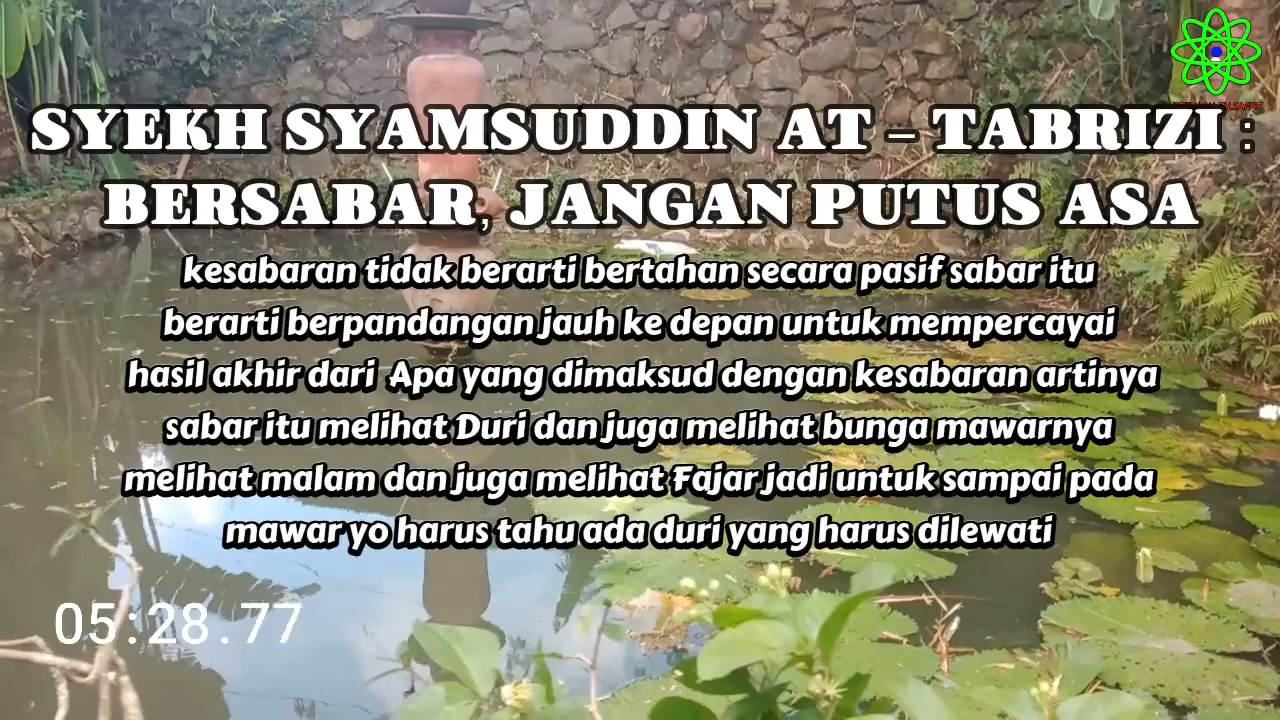 SYEKH SYAMSUDDIN AT – TABRIZI :
BERSABAR, JANGAN PUTUS ASA
kesabaran tidak berarti bertahan secara pasif sabar itu
berarti berpandangan jauh ke depan untuk mempercayai
hasil akhir dari Apa yang dimaksud dengan kesabaran artinya
sabar itu melihat Duri dan juga melihat bunga mawarnya
melihat malam dan juga melihat Fajar jadi untuk sampai pada
mawar yo harus tahu ada duri yang harus dilewati
05:28.77